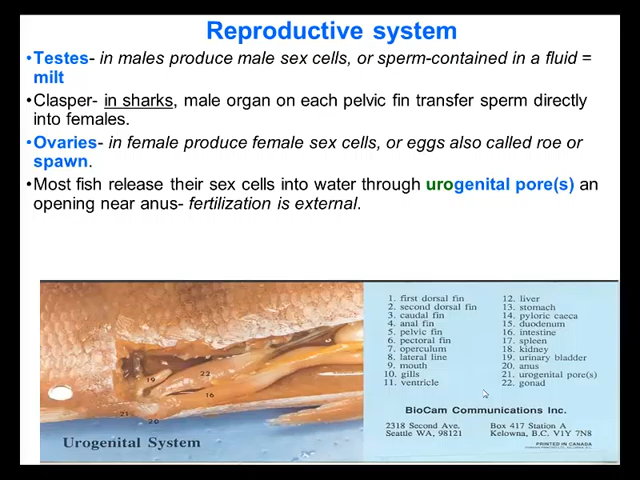 Reproductive system
•Testes- in males produce male sex cells, or sperm-contained in a fluid =
milt
•Clasper- in sharks, male organ on each pelvic fin transfer sperm directly
into females.
•Ovaries- in female produce female sex cells, or eggs also called roe or
spawn.
•Most fish release their sex cells into water through urogenital pore(s) an
opening near anus- fertilization is external.
19
22
16
21
20
Urogenital System
1. first dorsal fin
2. second dorsal fin
3. caudal fin
4. anal fin
5. pelvic fin
6. pectoral fin
7. operculum
8. lateral line
9. mouth
10. gills
11. ventricle
12. liver
13. stomach
14. pyloric caeca
15. duodenum
16. intestine
17. spleen
18. kidney
19. urinary bladder
20. anus
21. urogenital pore(s)
22. gonad
BioCam Communications Inc.
2318 Second Ave.
Seattle WA, 98121
Box 417 Station A
Kelowna, B.C, V1Y 7N8
PRINTED IN CANADA